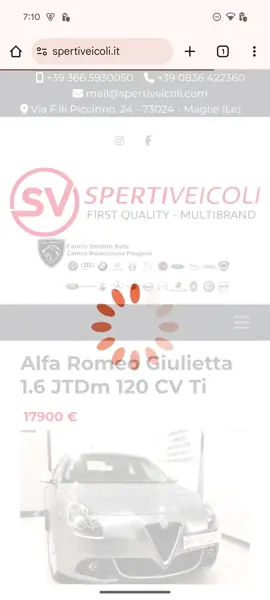 7:10
spertiveicoli.it
1
+39 366 5930050 +39 0836 422360
mail@spertiveicoli.com
Via F.lli Piccinno, 24 - 73024 - Maglie (Le)
SV SPERTIVEICOLI
FIRST QUALITY - MULTIBRAND
Centro Vendita Auto
Centro Riparazione Peugeot
Alfa Romeo Giulietta
1.6 JTDm 120 CV Ti
17900 €